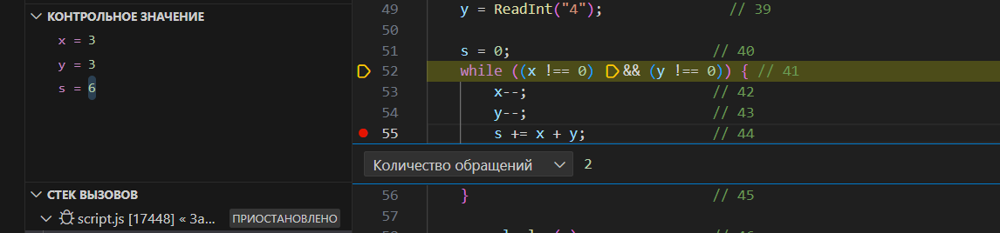 КОНТРОЛЬНОЕ ЗНАЧЕНИЕ
x = 3
y = 3
s = 6
49 y = ReadInt("4"); // 39
50
51 s = 0; // 40
52 while ((x !== 0) && (y !== 0)) { // 41
53 x--; // 42
54 y--; // 43
55 s += x + y; // 44
Количество обращений 2
СТЕК ВЫЗОВОВ
script.js [17448] « За... ПРИОСТАНОВЛЕНО
56 } // 45
57